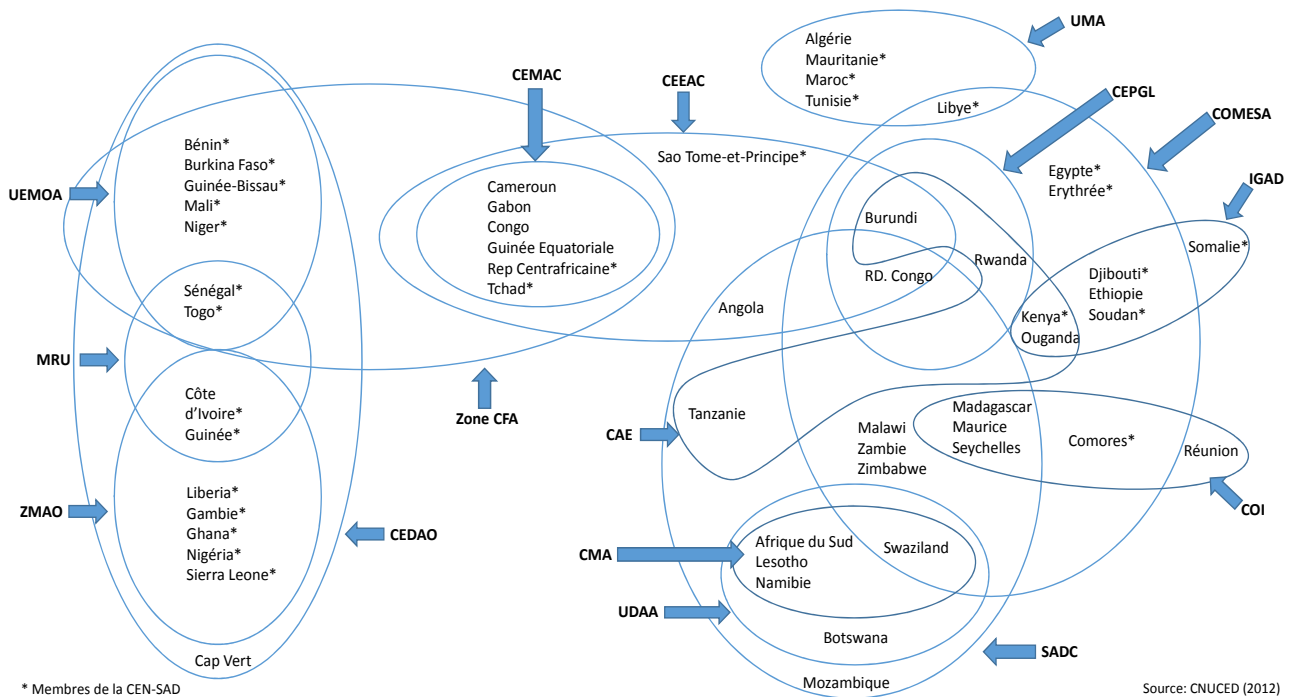 UMA
Algérie
Mauritanie*
Maroc*
Tunisie*
Libye*
CEMAC
CEEAC
CEPGL
COMESA
Sao Tome-et-Principe*
Egypte*
Erythrée*
IGAD
UEMOA
Bénin*
Burkina Faso*
Guinée-Bissau*
Mali*
Niger*
Cameroun
Gabon
Congo
Guinée Equatoriale
Rep Centrafricaine*
Tchad*
Burundi
Rwanda
RD. Congo
Somalie*
Djibouti*
Ethiopie
Soudan*
Kenya*
Ouganda
Sénégal*
Togo*
Angola
MRU
Côte
d'Ivoire*
Guinée*
Zone CFA
CAE
Tanzanie
Malawi
Zambie
Zimbabwe
Madagascar
Maurice
Seychelles
Comores*
Réunion
COI
ZMAO
Liberia*
Gambie*
Ghana*
Nigéria*
Sierra Leone*
CEDAO
CMA
Afrique du Sud
Lesotho
Namibie
Swaziland
UDAA
Botswana
SADC
Cap Vert
Mozambique
* Membres de la CEN-SAD
Source: CNUCED (2012)